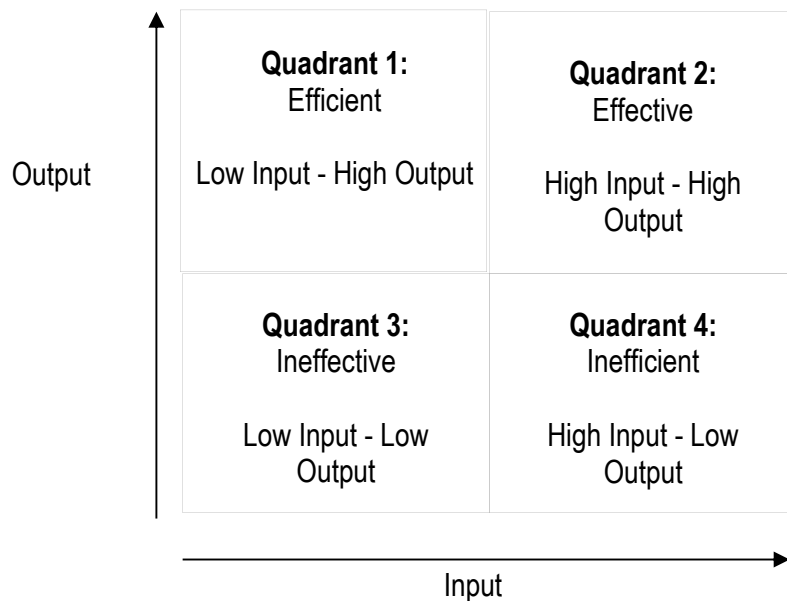 Quadrant 1:
Efficient
Low Input - High Output
Quadrant 2:
Effective
High Input - High
Output
Output
Quadrant 3:
Ineffective
Low Input - Low
Output
Quadrant 4:
Inefficient
High Input - Low
Output
Input